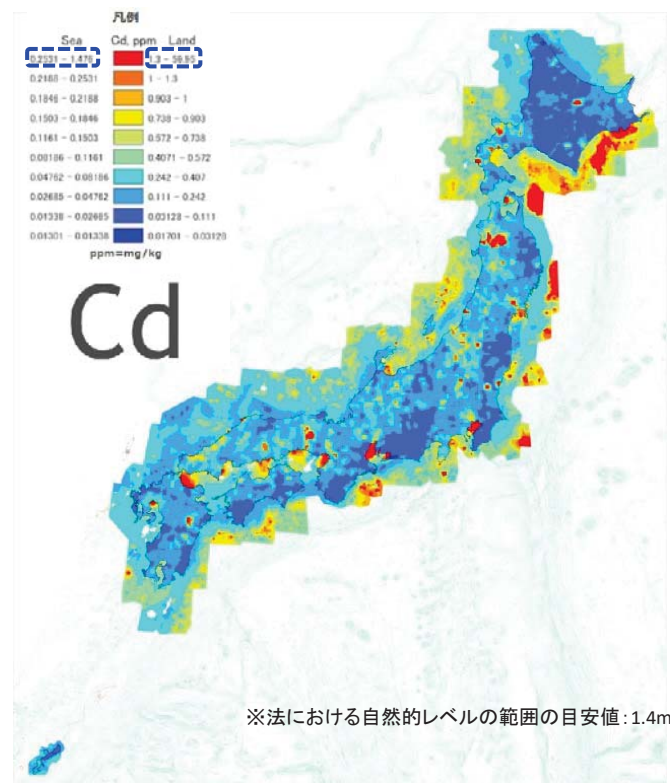 凡例
Sea Cd, ppm Land
0.2531 - 1.476 1.3 - 59.95
0.2188 - 0.2531 1 - 1.3
0.1846 - 0.2188 0.903 - 1
0.1503 - 0.1846 0.738 - 0.903
0.1161 - 0.1503 0.572 - 0.738
0.08186 - 0.1161 0.4071 - 0.572
0.04762 - 0.08186 0.242 - 0.407
0.02685 - 0.04762 0.111 - 0.242
0.01338 - 0.02685 0.03128 - 0.111
0.01301 - 0.01338 0.01701 - 0.03128
ppm=mg/kg
Cd
※法における自然的レベルの範囲の目安値：1.4m